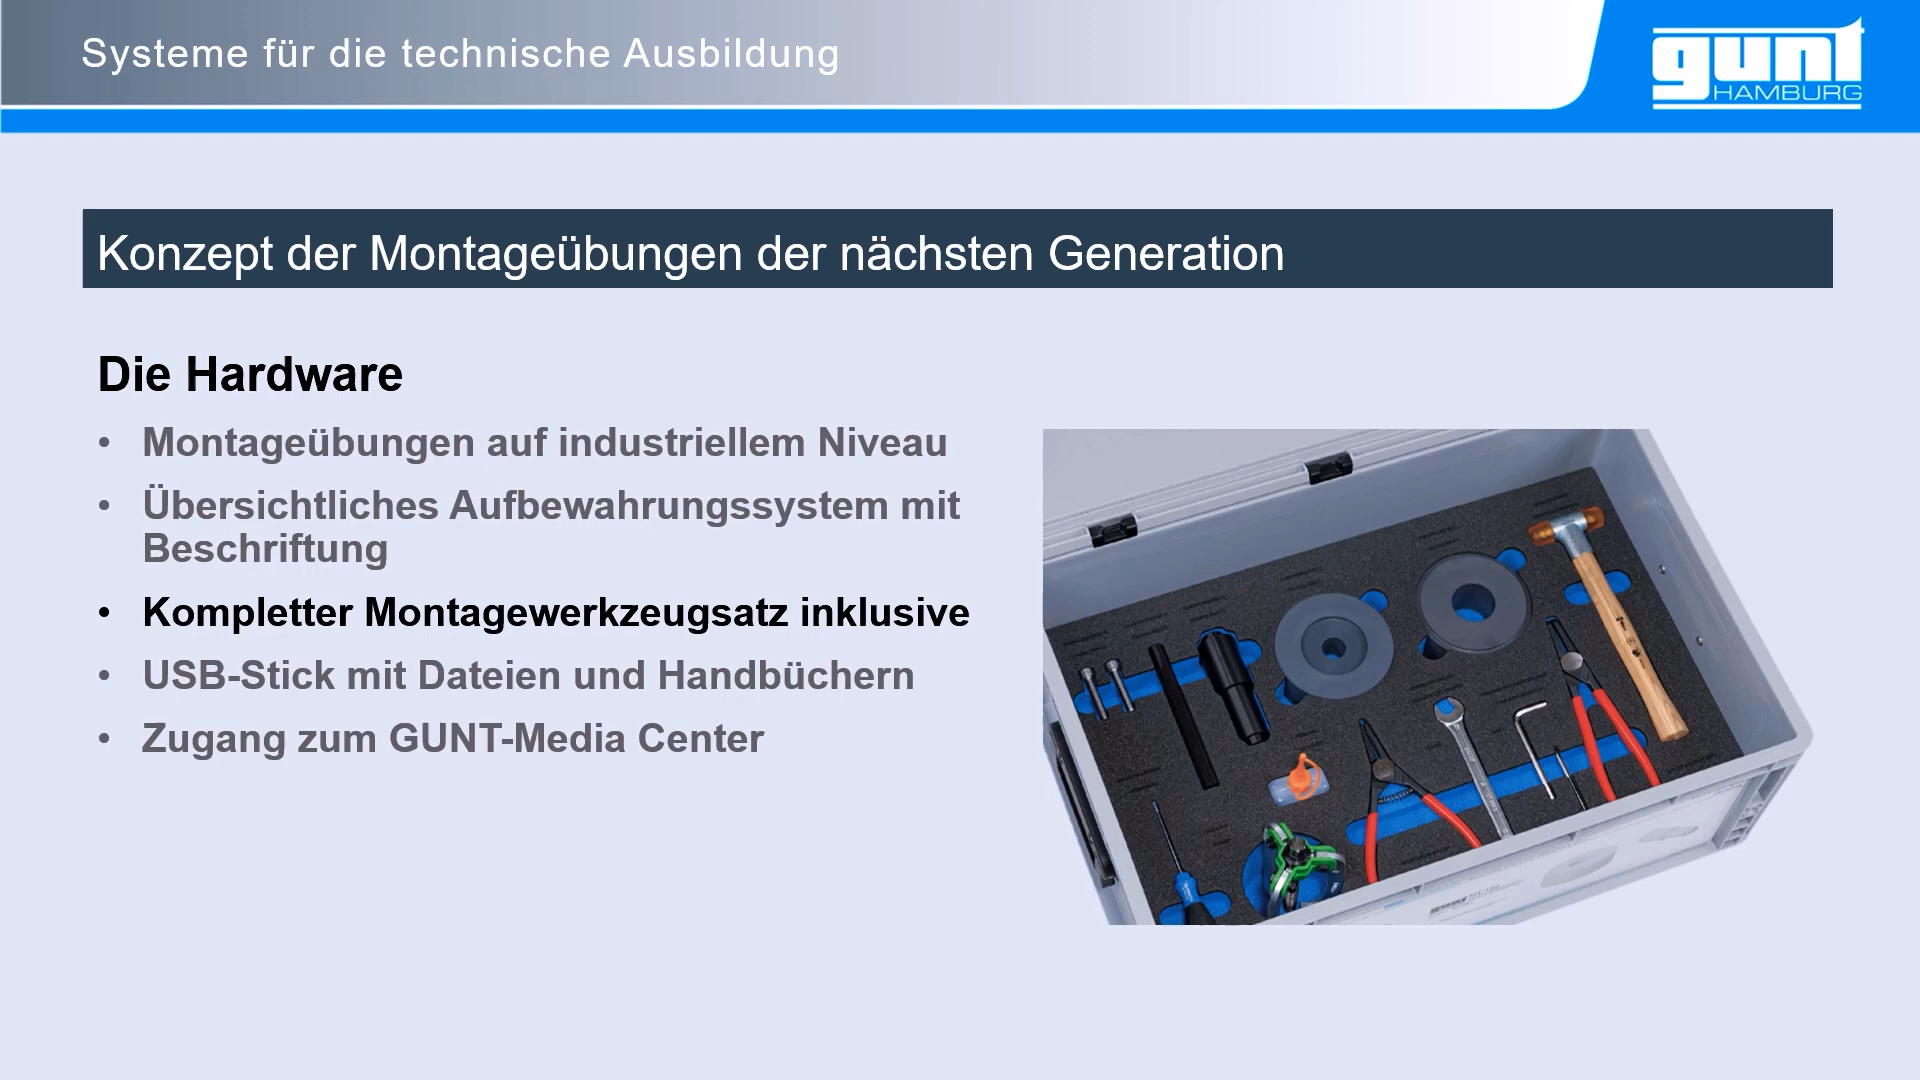 Systeme für die technische Ausbildung
gunt
HAMBURG
Konzept der Montageübungen der nächsten Generation
Die Hardware
• Montageübungen auf industriellem Niveau
• Übersichtliches Aufbewahrungssystem mit
Beschriftung
• Kompletter Montagewerkzeugsatz inklusive
• USB-Stick mit Dateien und Handbüchern
• Zugang zum GUNT-Media Center